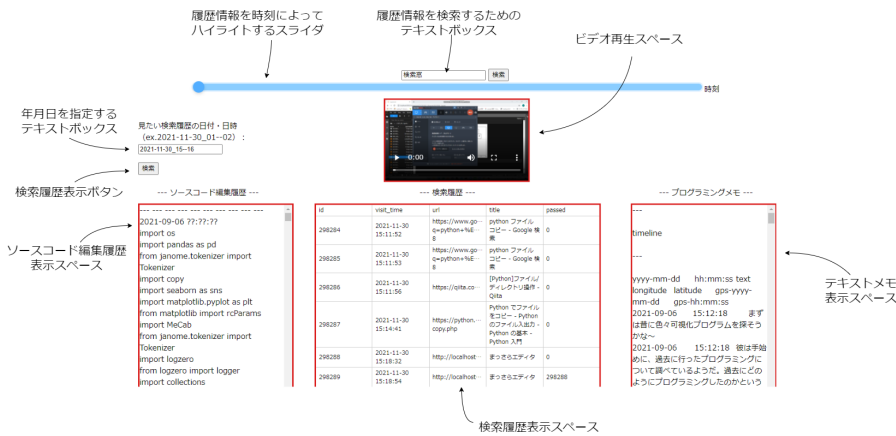 履歴情報を時刻によって
ハイライトするスライダ
履歴情報を検索するための
テキストボックス
ビデオ再生スペース
検索窓 検索
時刻
年月日を指定する
テキストボックス
見たい検索履歴の日付・日時
(ex.2021-11-30_01--02) :
2021-11-30_15--16
検索
0:00
検索履歴表示ボタン
--- ソースコード編集履歴 ---
--- 検索履歴 ---
--- プログラミングメモ ---
ソースコード編集履歴
表示スペース
--- --- --- --- --- --- --- --- ---
2021-09-06 ??:??:??
import os
import pandas as pd
from janome.tokenizer import
Tokenizer
import copy
import seaborn as sns
import matplotlib.pyplot as plt
from matplotlib import rcParams
import MeCab
from janome.tokenizer import
Tokenizer
import logzero
from logzero import logger
import collections
id visit_time url title passed
298284 2021-11-30 15:11:52 https://www.go… q=python+%E… 8 python ファイル コピー - Google 検索 0
298285 2021-11-30 15:11:53 https://www.go… q=python+%E… 8 python ファイル コピー - Google 検索 0
298286 2021-11-30 15:11:56 https://qiita.co… [Python]ファイル/ディレクトリ操作 - Qiita 0
298287 2021-11-30 15:14:41 https://python.… copy.php Python でファイルをコピー - Python のファイル入出力 - Python の基本 - Python 入門 0
298288 2021-11-30 15:18:32 http://localhost… まっさらエディタ 0
298289 2021-11-30 15:18:54 http://localhost… まっさらエディタ 298288
---
timeline
---
yyyy-mm-dd hh:mm:ss text
longitude latitude gps-yyyy-
mm-dd gps-hh:mm:ss
2021-09-06 15:12:18 まず
は昔に色々可視化プログラムを探そう
かな~
2021-09-06 15:12:18 彼は手始
めに、過去に行ったプログラミングに
ついて調べているようだ。過去にどの
ようにプログラミングしたのかという
テキストメモ
表示スペース
検索履歴表示スペース